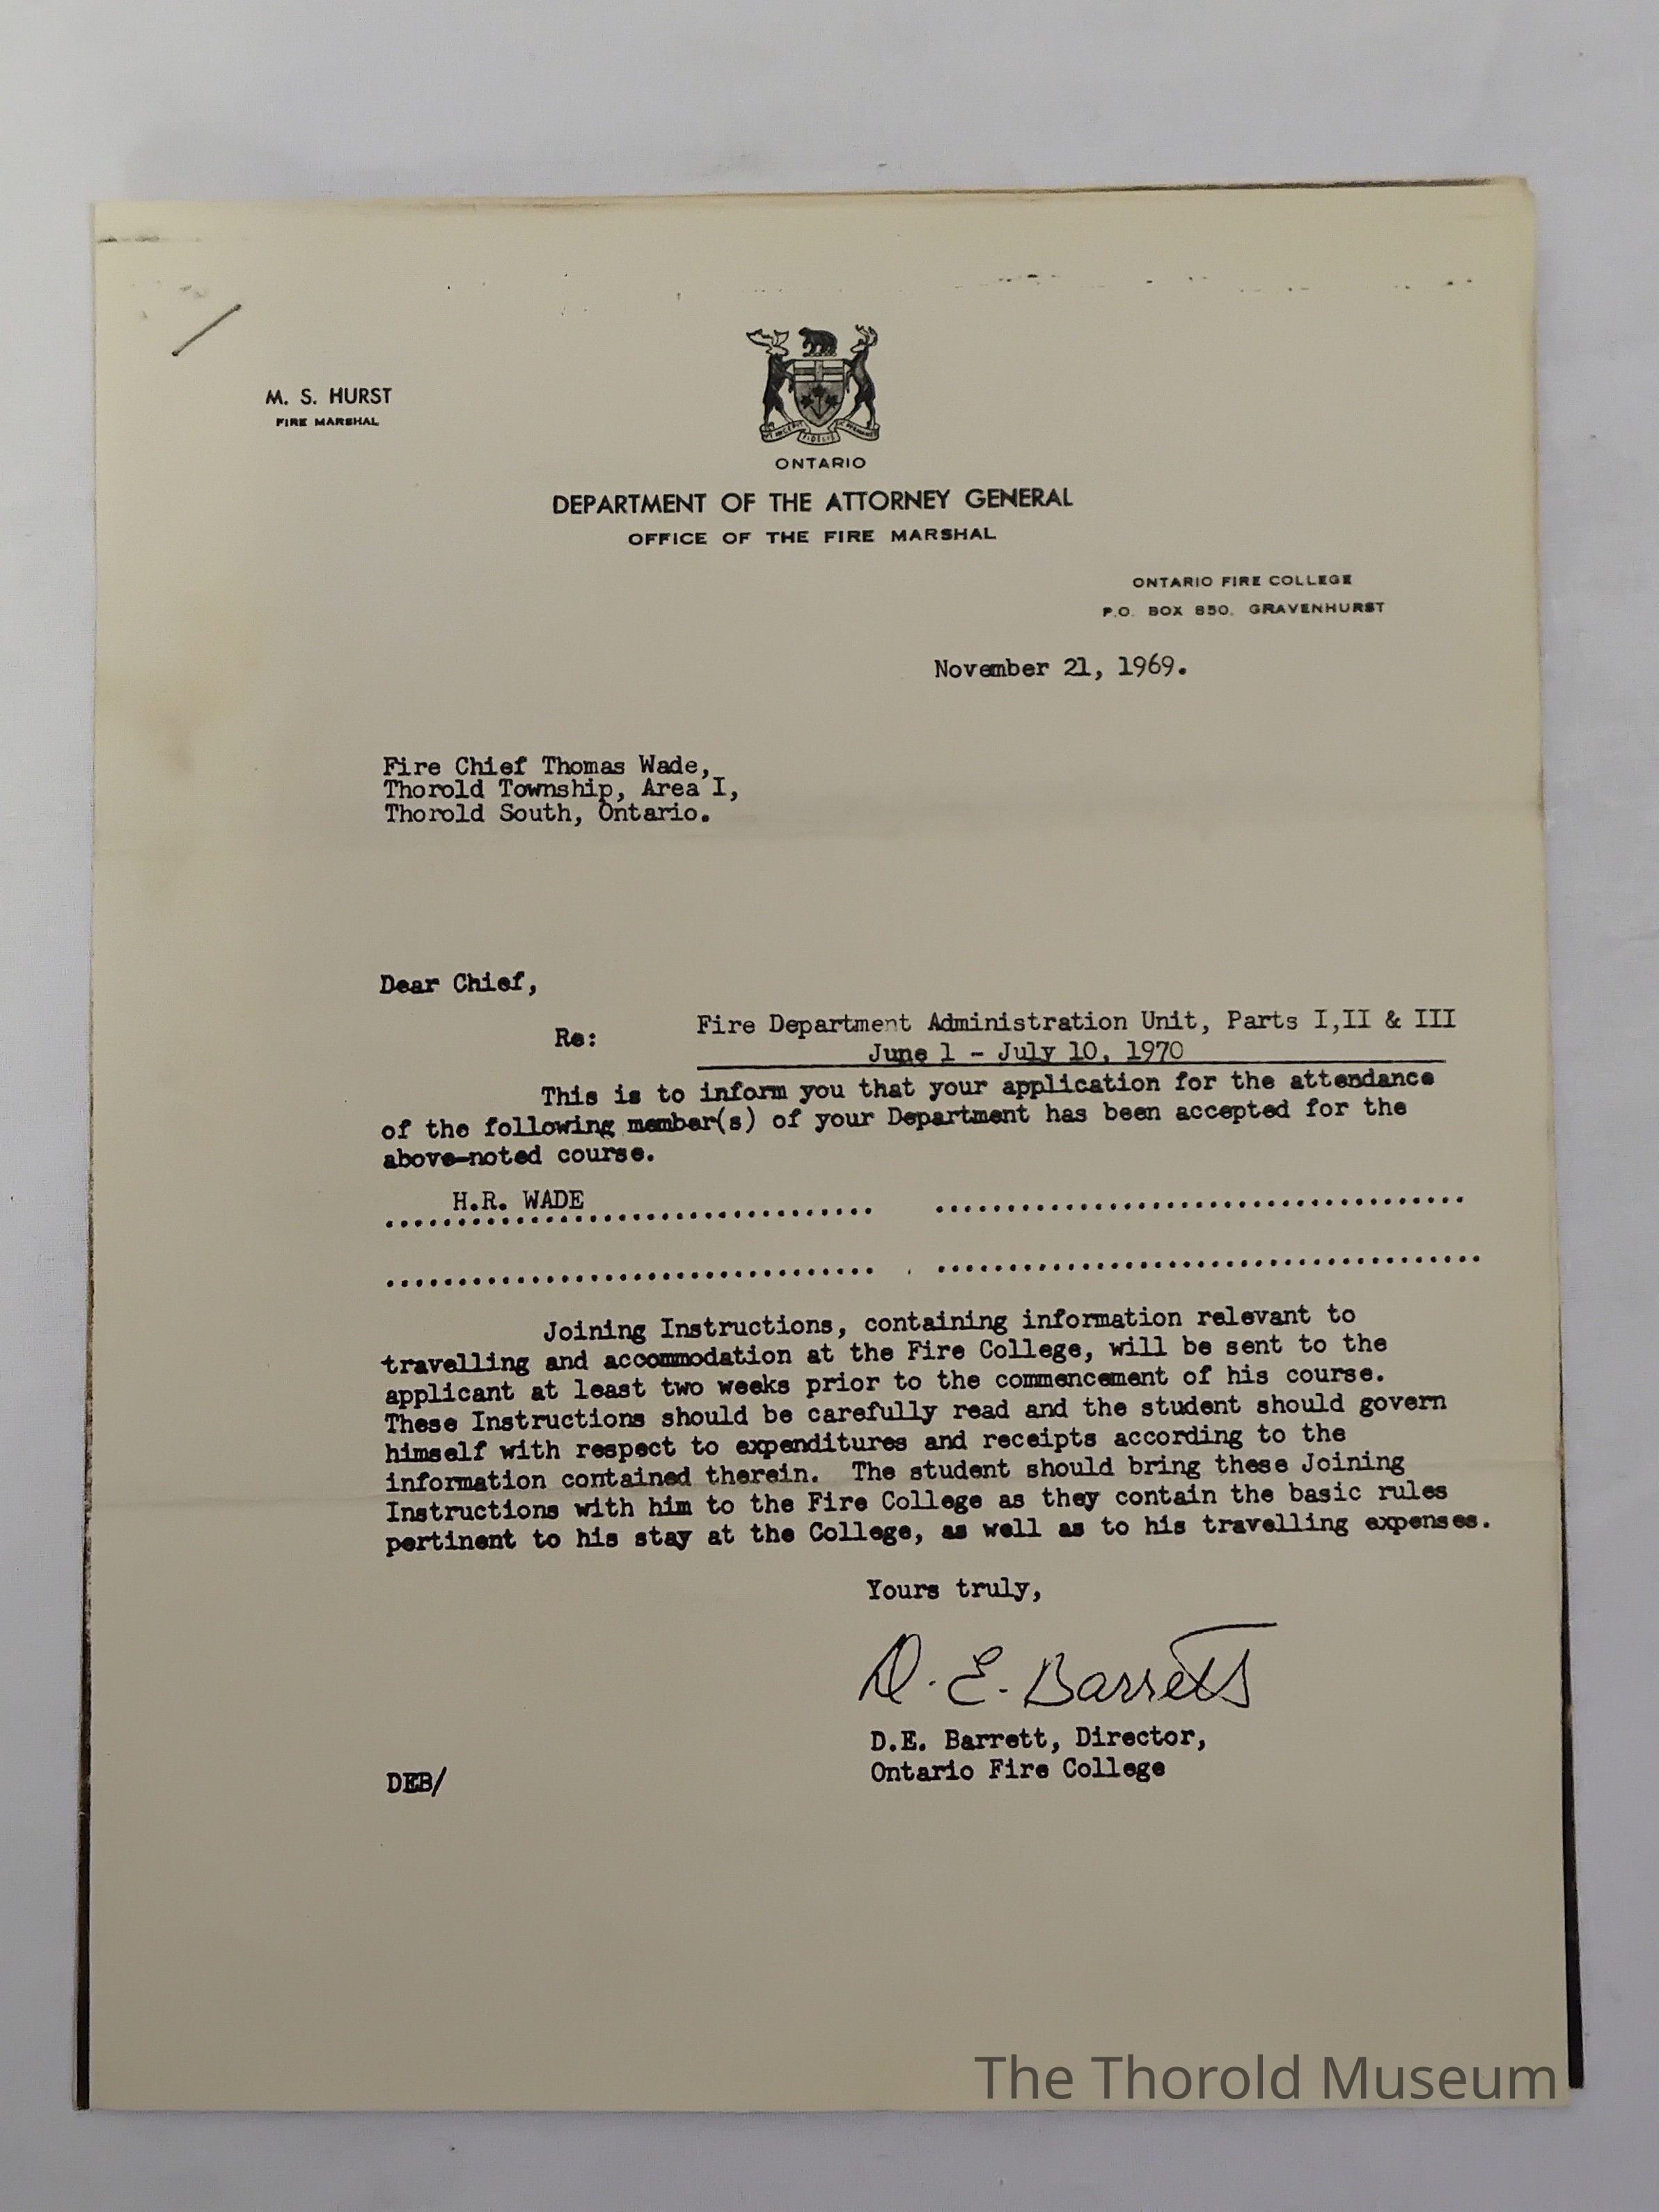 M. S. HURST
FIRE MARSHAL
ONTARIO
DEPARTMENT OF THE ATTORNEY GENERAL
OFFICE OF THE FIRE MARSHAL
ONTARIO FIRE COLLEGE
P.O. BOX 850, GRAVENHURST
November 21, 1969.
Fire Chief Thomas Wade,
Thorold Township, Area I,
Thorold South, Ontario.
Dear Chief,
Re: Fire Department Administration Unit, Parts I,II & III
June 1 - July 10, 1970
This is to inform you that your application for the attendance
of the following member(s) of your Department has been accepted for the
above-noted course.
H.R. WADE
Joining Instructions, containing information relevant to
travelling and accommodation at the Fire College, will be sent to the
applicant at least two weeks prior to the commencement of his course.
These Instructions should be carefully read and the student should govern
himself with respect to expenditures and receipts according to the
information contained therein. The student should bring these Joining
Instructions with him to the Fire College as they contain the basic rules
pertinent to his stay at the College, as well as to his travelling expenses.
Yours truly,
D. E. Barrett
D.E. Barrett, Director,
Ontario Fire College
DEB/
The Thorold Museum